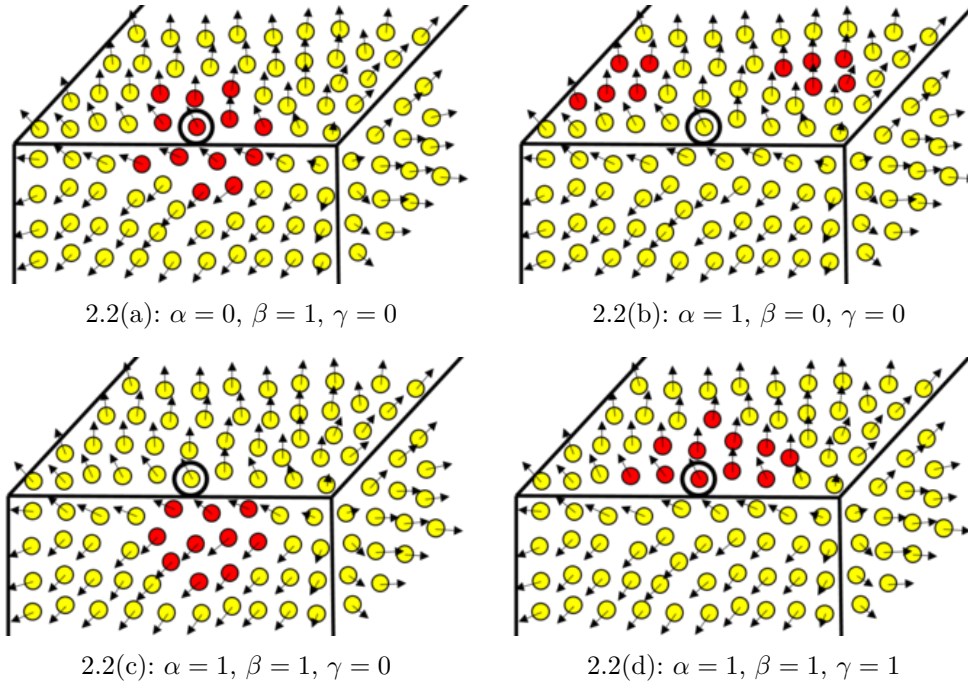 2.2(a): α = 0, β = 1, γ = 0
2.2(b): α = 1, β = 0, γ = 0
2.2(c): α = 1, β = 1, γ = 0
2.2(d): α = 1, β = 1, γ = 1